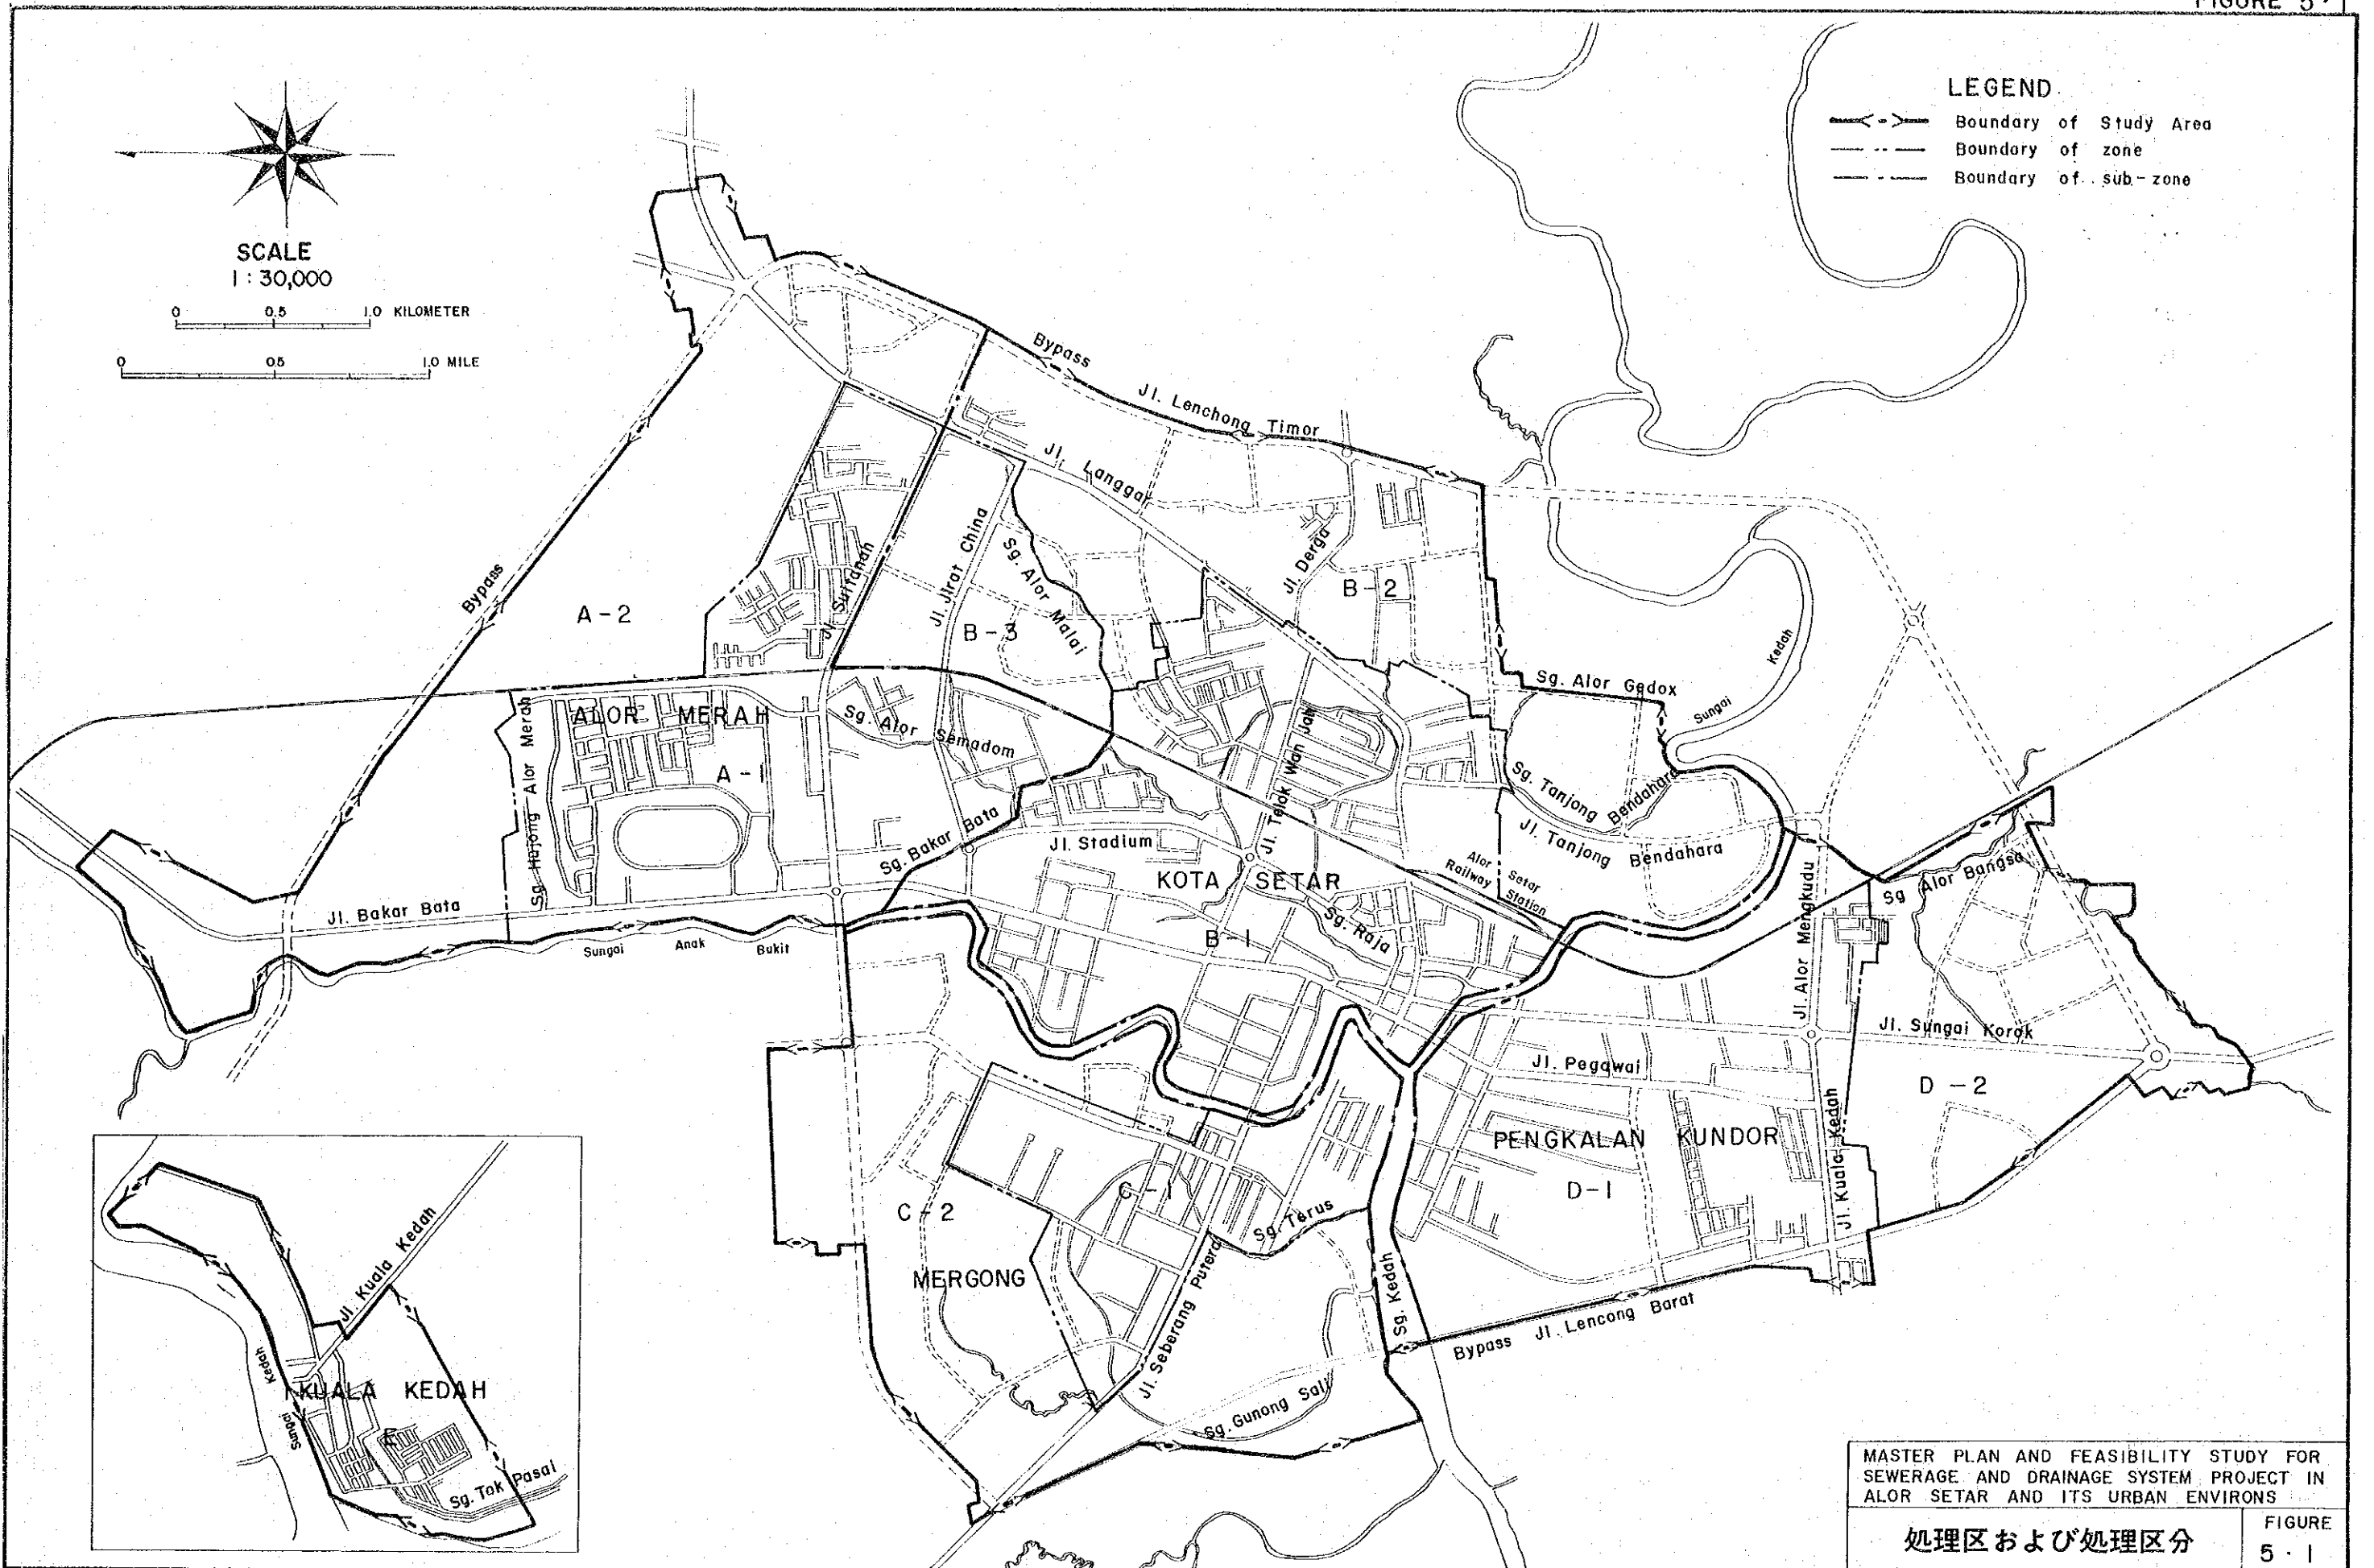 FIGURE 5·1
LEGEND
Boundary of Study Area
Boundary of zone
Boundary of sub-zone
SCALE
1 : 30,000
0 0.5 1.0 KILOMETER
0 0.5 1.0 MILE
Bypass
Jl. Lenchong Timor
Jl. Langgar
Jl. Derga
B-2
Bypass
A-2
Jl. Sultanah
Jl. Jirat China
Sg. Alor Malai
B-3
Kedah
Sungai
Sg. Alor Gedox
ALOR MERAH
A-1
Sg. Hajong Alor Merah
Sg. Alor Semadom
Jl. Telok Wan Jah
Sg. Tanjong Bendahara
Jl. Tanjong Bendahara
Sg. Bakar Bata
Jl. Stadium
KOTA SETAR
Alor Setar
Railway Station
B-1
Sg. Raja
Jl. Bakar Bata
Sungai Anak Bukit
Jl. Alor Mengkudu
Sg Alor Bangsa
Jl. Sungai Korok
Jl. Pegawai
D-2
PENGKALAN KUNDOR
D-1
Jl. Kuala Kedah
C-1
C-2
Sg. Terus
MERGONG
Jl. Seberang Putera
Sg. Kedah
Bypass Jl. Lencong Barat
Sg. Gunong Sali
Jl. Kuala Kedah
Kedah
Sungai
KUALA KEDAH
E
Sg. Tok Pasai
MASTER PLAN AND FEASIBILITY STUDY FOR
SEWERAGE AND DRAINAGE SYSTEM PROJECT IN
ALOR SETAR AND ITS URBAN ENVIRONS
処理区および処理区分
FIGURE
5·1